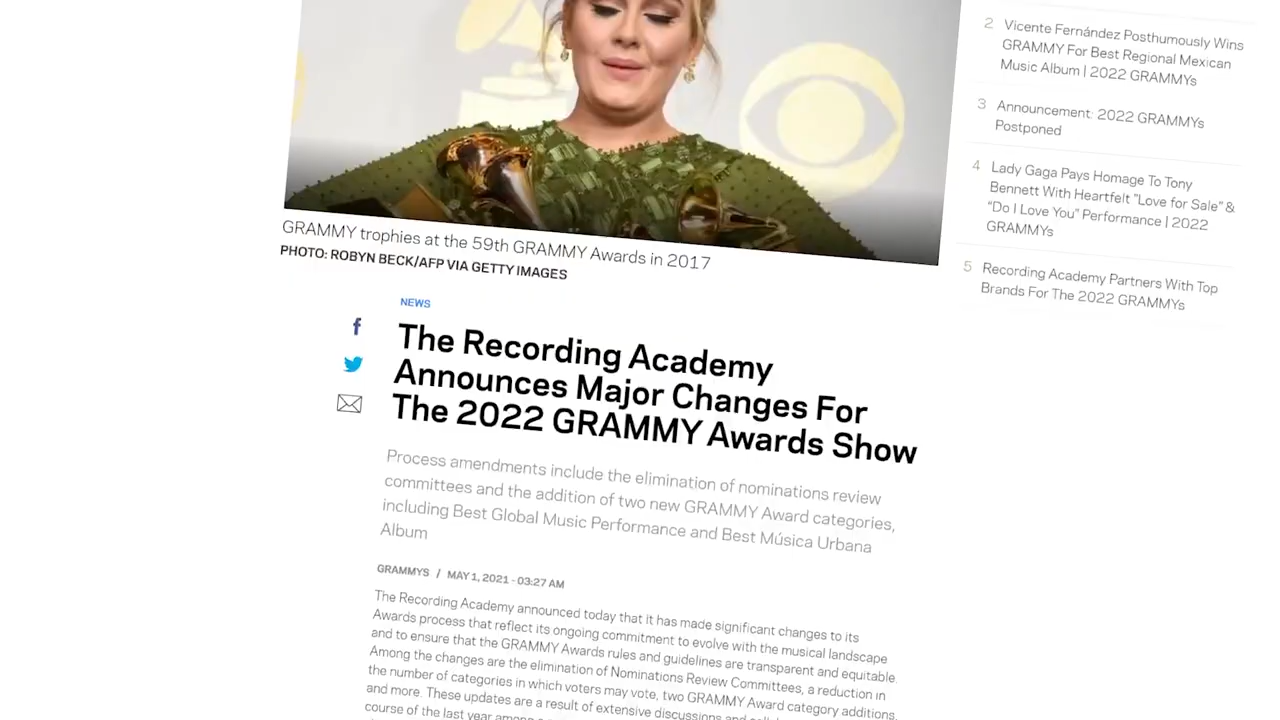 GRAMMY trophies at the 59th GRAMMY Awards in 2017
PHOTO: ROBYN BECK/AFP VIA GETTY IMAGES
NEWS
The Recording Academy
Announces Major Changes For
The 2022 GRAMMY Awards Show
Process amendments include the elimination of nominations review
committees and the addition of two new GRAMMY Award categories,
including Best Global Music Performance and Best Música Urbana
Album
GRAMMYS / MAY 1, 2021 - 03:27 AM
The Recording Academy announced today that it has made significant changes to its
Awards process that reflect its ongoing commitment to evolve with the musical landscape
and to ensure that the GRAMMY Awards rules and guidelines are transparent and equitable.
Among the changes are the elimination of Nominations Review Committees, a reduction in
the number of categories in which voters may vote, two GRAMMY Award category additions,
and more. These updates are a result of extensive discussions and
course of the last year among
2 Vicente Fernández Posthumously Wins
GRAMMY For Best Regional Mexican
Music Album | 2022 GRAMMYs
3 Announcement: 2022 GRAMMYs
Postponed
4 Lady Gaga Pays Homage To Tony
Bennett With Heartfelt "Love for Sale" &
"Do I Love You" Performance | 2022
GRAMMYs
5 Recording Academy Partners With Top
Brands For The 2022 GRAMMYs